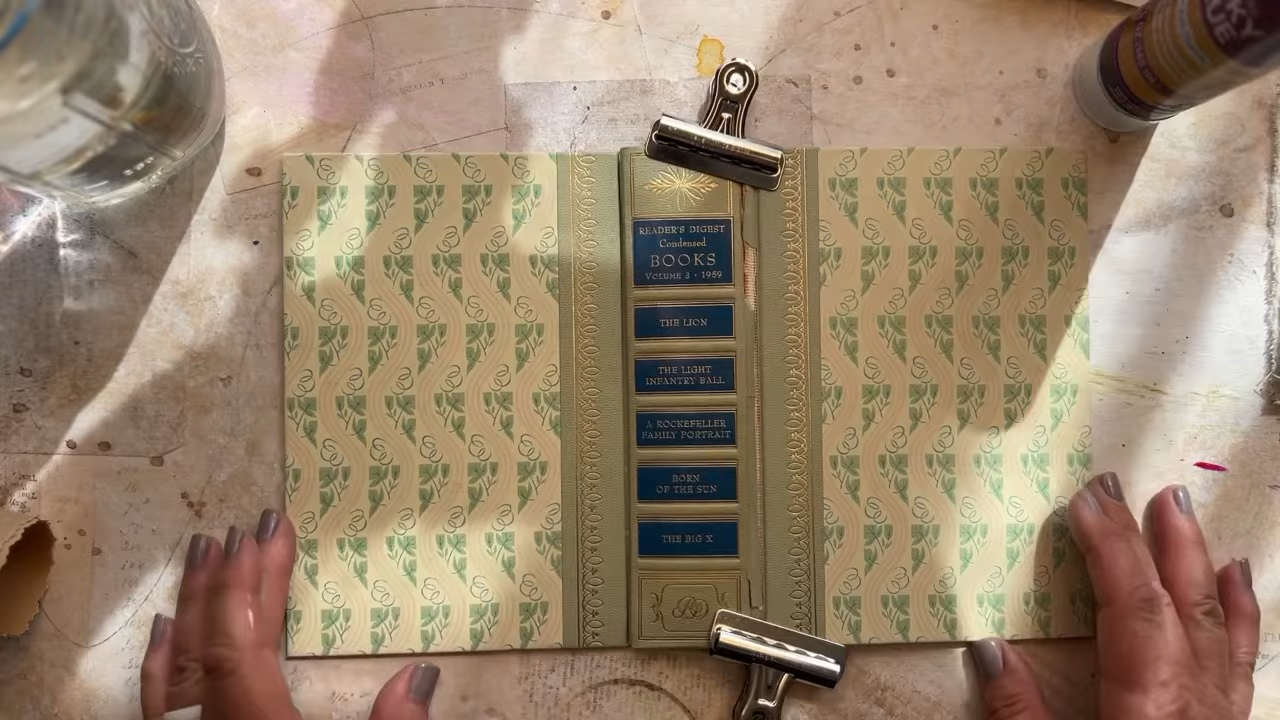 READER'S DIGEST
Condensed
BOOKS
VOLUME 3 · 1959
THE LION
THE LIGHT
INFANTRY BALL
A ROCKEFELLER
FAMILY PORTRAIT
BORN
OF THE SUN
THE BIG X